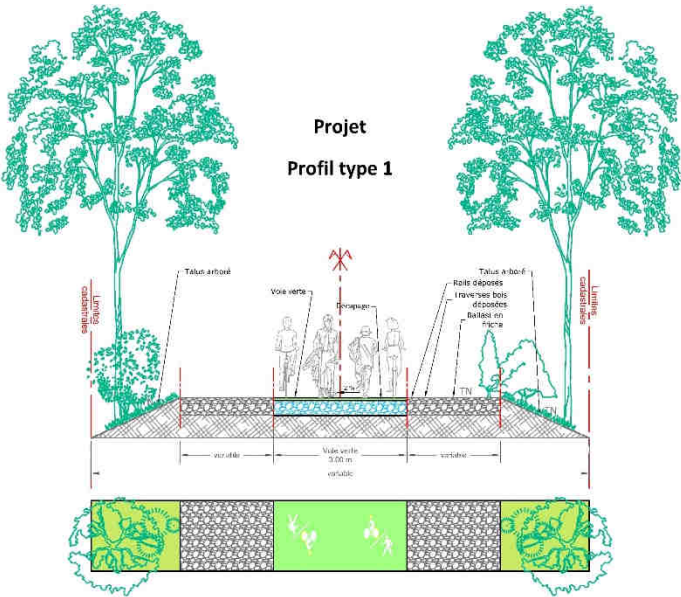 Projet
Profil type 1
Talus arboré
Talus arboré
Rails déposés
Voie verte
Traverses bois
déposées
Décapage
Ballast en
friche
Limites
cadastrales
Limites
cadastrales
TN
TN
2%
variable
Voie verte
3.00 m
variable
variable